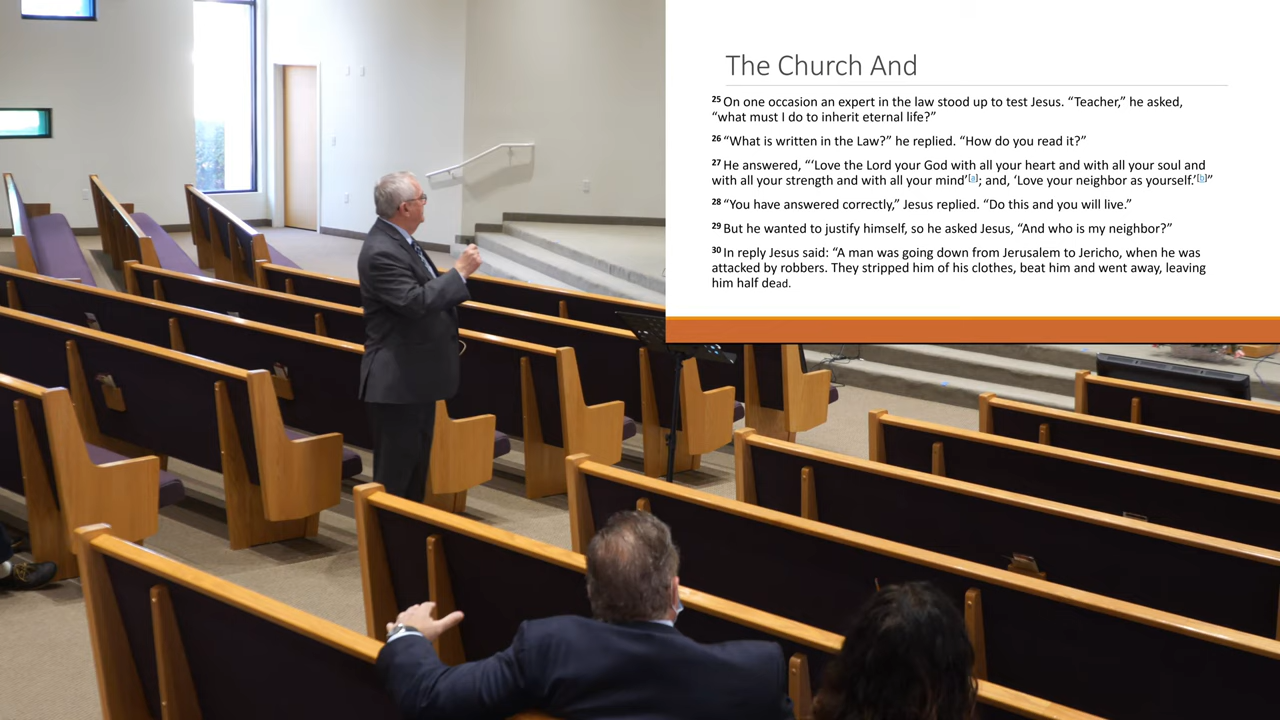 The Church And
25 On one occasion an expert in the law stood up to test Jesus. “Teacher,” he asked,
“what must I do to inherit eternal life?”
26 “What is written in the Law?” he replied. “How do you read it?”
27 He answered, “‘Love the Lord your God with all your heart and with all your soul and
with all your strength and with all your mind’[a]; and, ‘Love your neighbor as yourself.’[b]”
28 “You have answered correctly,” Jesus replied. “Do this and you will live.”
29 But he wanted to justify himself, so he asked Jesus, “And who is my neighbor?”
30 In reply Jesus said: “A man was going down from Jerusalem to Jericho, when he was
attacked by robbers. They stripped him of his clothes, beat him and went away, leaving
him half dead.